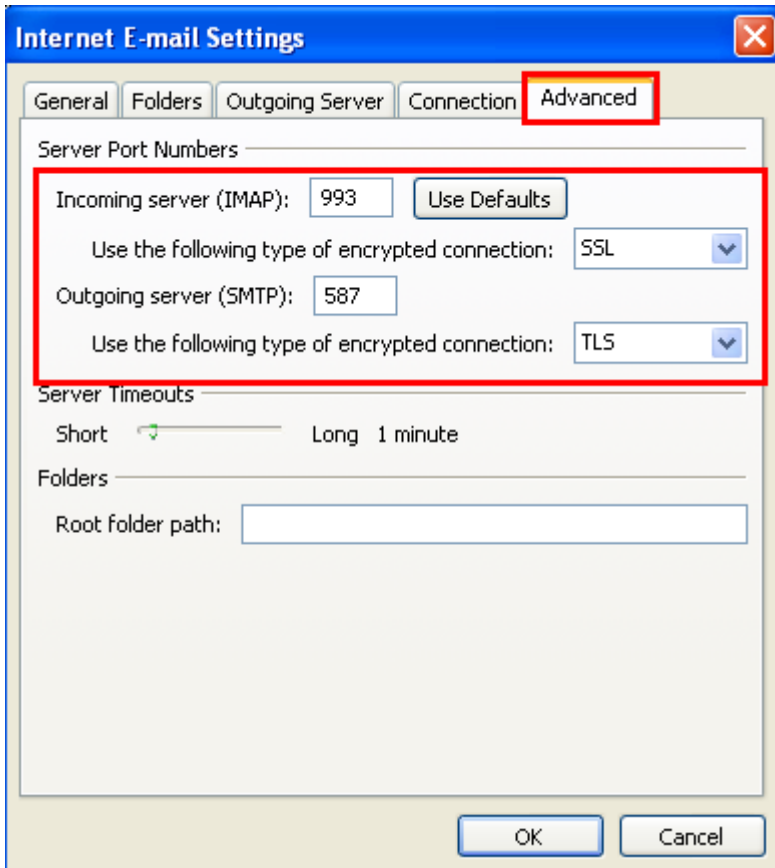 Internet E-mail Settings
General Folders Outgoing Server Connection Advanced
Server Port Numbers
Incoming server (IMAP): 993 Use Defaults
Use the following type of encrypted connection: SSL
Outgoing server (SMTP): 587
Use the following type of encrypted connection: TLS
Server Timeouts
Short Long 1 minute
Folders
Root folder path:
OK Cancel